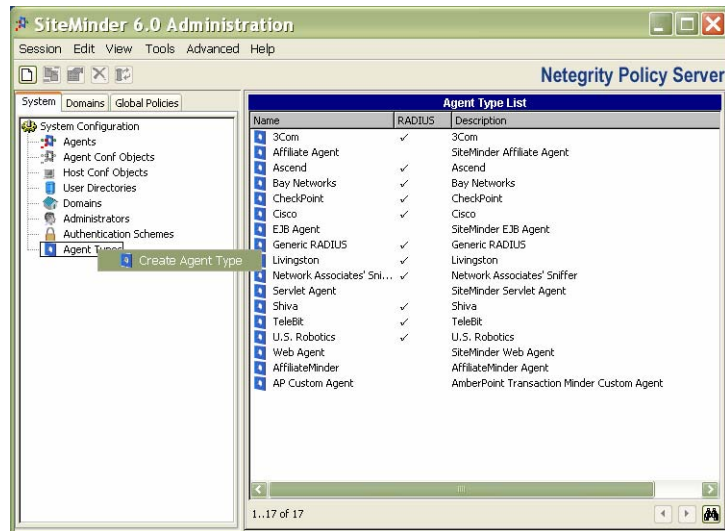 SiteMinder 6.0 Administration
Session Edit View Tools Advanced Help
Netegrity Policy Server
System Domains Global Policies
System Configuration
Agents
Agent Conf Objects
Host Conf Objects
User Directories
Domains
Administrators
Authentication Schemes
Agent Types
Create Agent Type
Agent Type List
Name RADIUS Description
3Com ✓ 3Com
Affiliate Agent SiteMinder Affiliate Agent
Ascend ✓ Ascend
Bay Networks ✓ Bay Networks
CheckPoint ✓ CheckPoint
Cisco ✓ Cisco
EJB Agent SiteMinder EJB Agent
Generic RADIUS ✓ Generic RADIUS
Livingston ✓ Livingston
Network Associates' Sni... ✓ Network Associates' Sniffer
Servlet Agent SiteMinder Servlet Agent
Shiva ✓ Shiva
TeleBit ✓ TeleBit
U.S. Robotics ✓ U.S. Robotics
Web Agent SiteMinder Web Agent
AffiliateMinder AffiliateMinder Agent
AP Custom Agent AmberPoint Transaction Minder Custom Agent
1..17 of 17